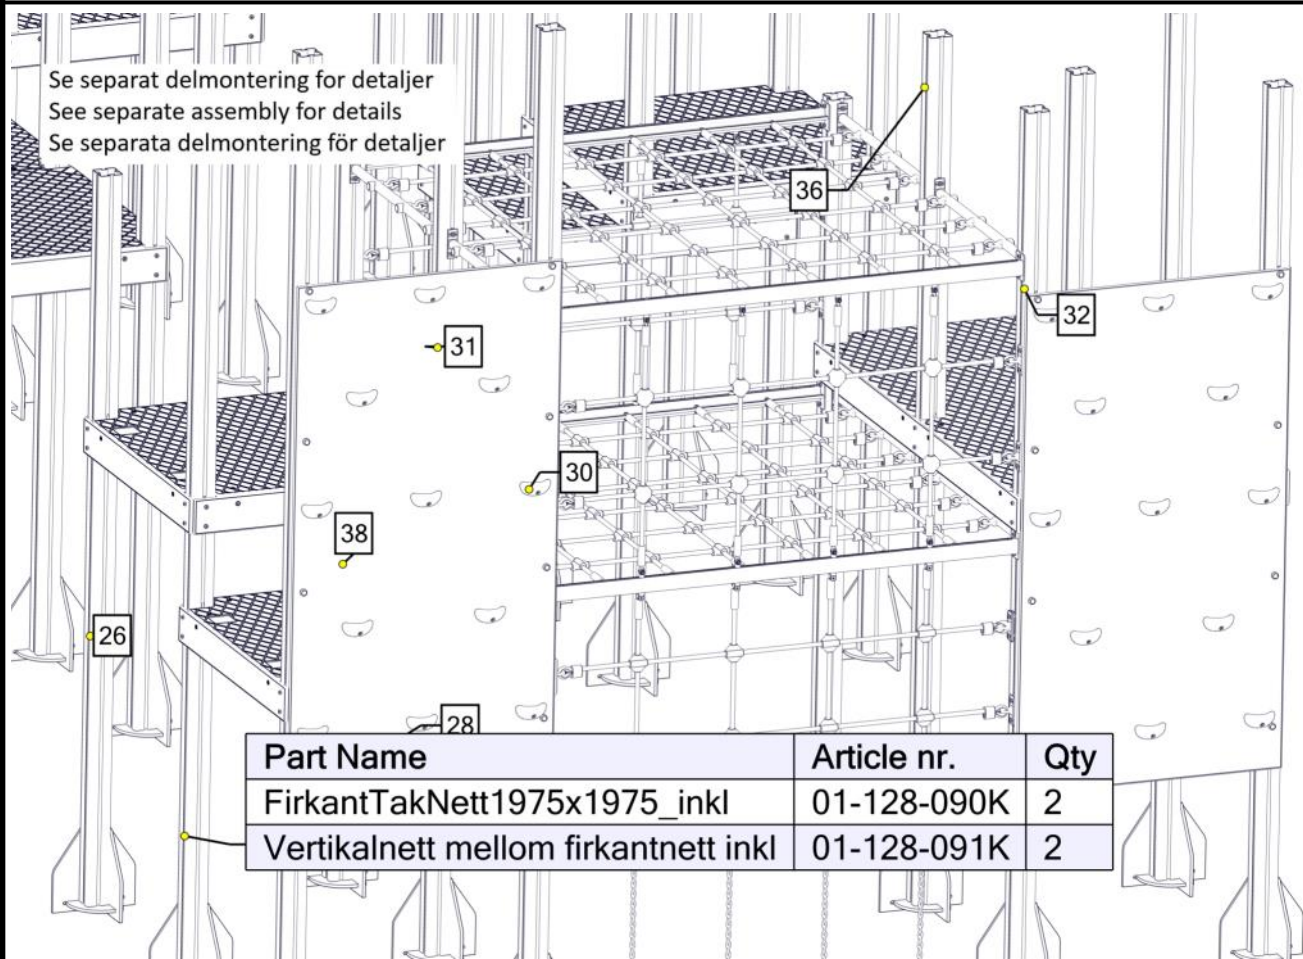 Se separat delmontering for detaljer
See separate assembly for details
Se separata delmontering för detaljer
36
32
31
30
38
26
28
Part Name Article nr. Qty
FirkantTakNett1975x1975_inkl 01-128-090K 2
Vertikalnett mellom firkantnett inkl 01-128-091K 2